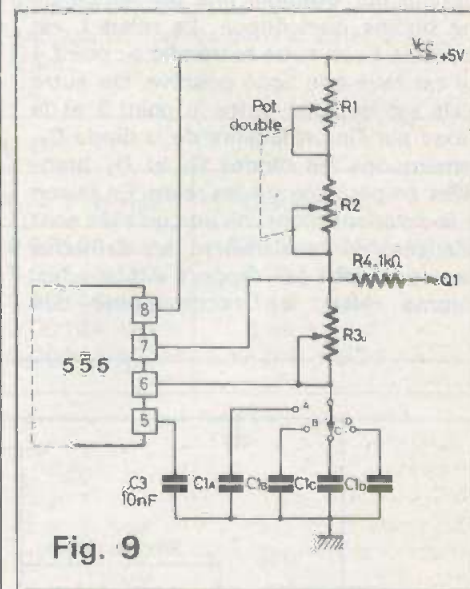 Vcc
+5V
Pot.
double
R1
R2
R4.1kΩ
Q1
8
7
555
6
R3
5
A
B
C
D
C3
10nF
C1A
C1B
C1C
C1D
Fig. 9